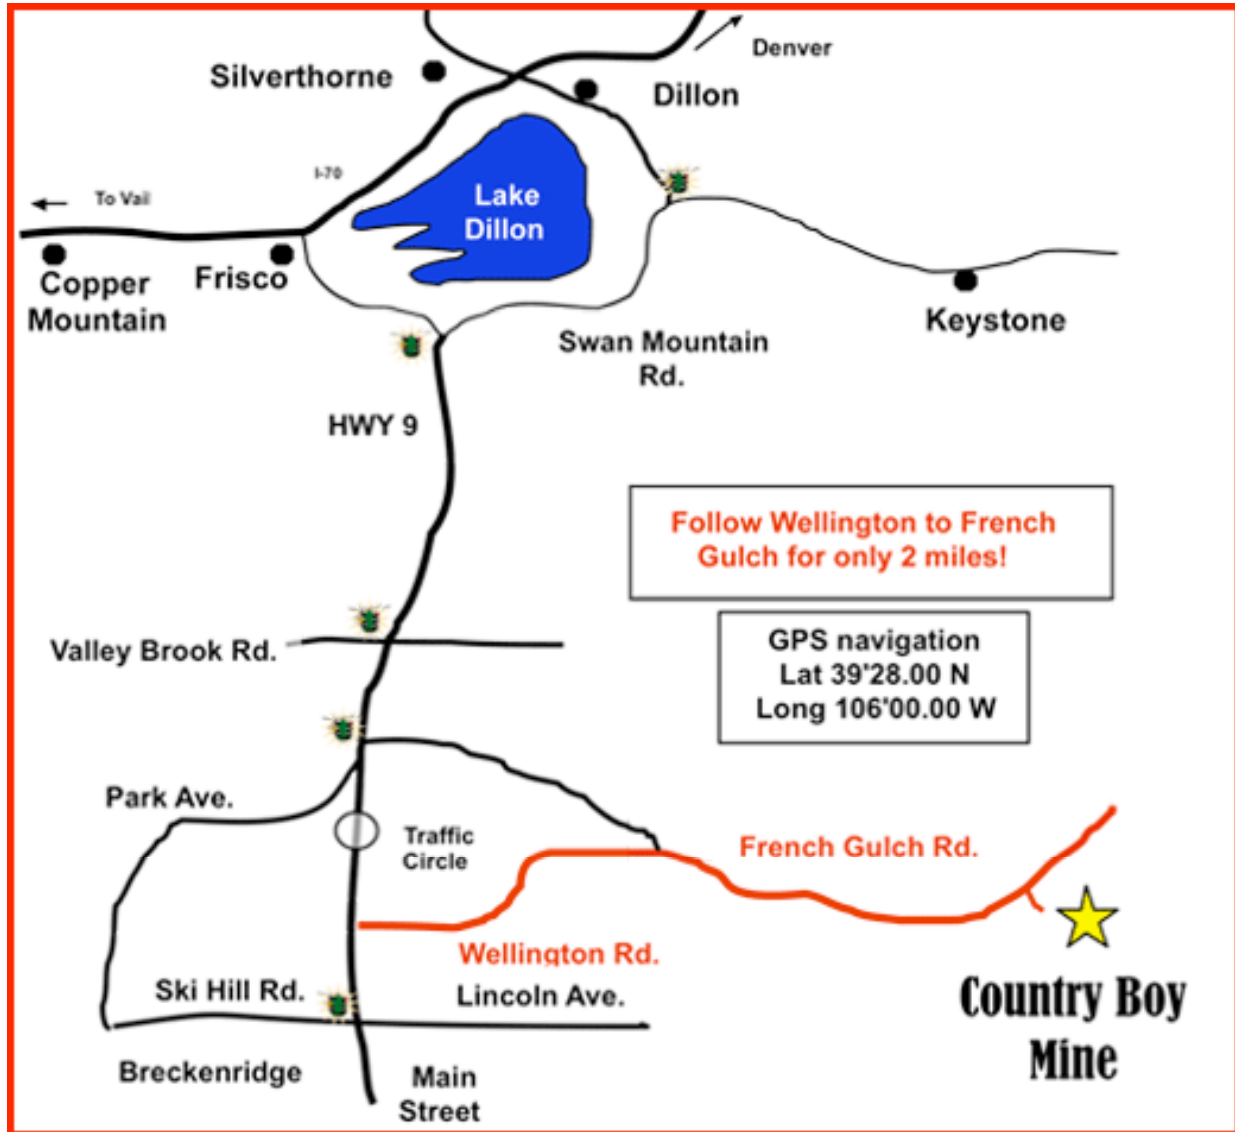 Denver
Silverthorne
Dillon
I-70
To Vail
Lake
Dillon
Copper
Mountain
Frisco
Keystone
Swan Mountain
Rd.
HWY 9
Follow Wellington to French
Gulch for only 2 miles!
Valley Brook Rd.
GPS navigation
Lat 39'28.00 N
Long 106'00.00 W
Park Ave.
Traffic
Circle
French Gulch Rd.
Wellington Rd.
Ski Hill Rd.
Lincoln Ave.
Country Boy
Mine
Breckenridge
Main
Street